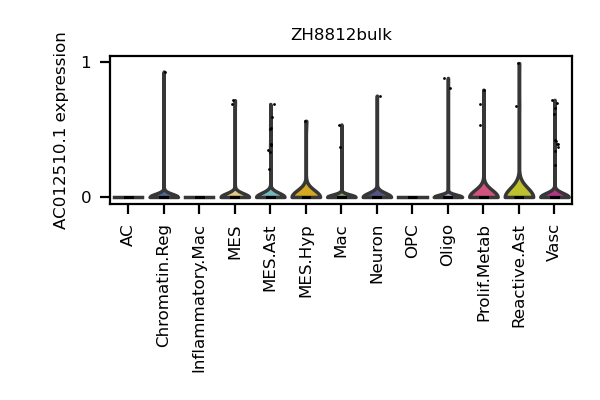 ZH8812bulk
AC012510.1 expression
1
0
AC
Chromatin.Reg
Inflammatory.Mac
MES
MES.Ast
MES.Hyp
Mac
Neuron
OPC
Oligo
Prolif.Metab
Reactive.Ast
Vasc